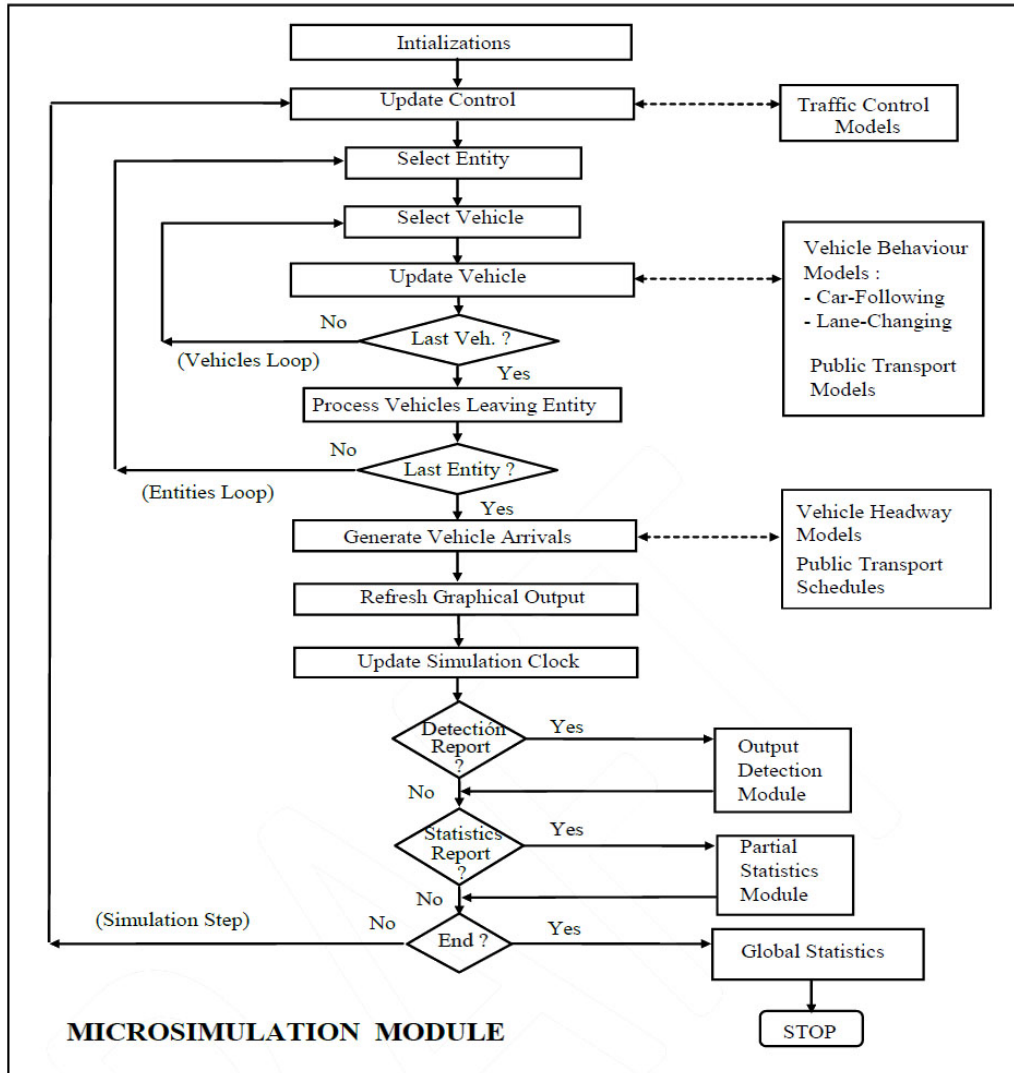 Intializations
Update Control
Traffic Control
Models
Select Entity
Select Vehicle
Update Vehicle
Vehicle Behaviour
Models :
- Car-Following
- Lane-Changing
Public Transport
Models
No
Last Veh. ?
(Vehicles Loop)
Yes
Process Vehicles Leaving Entity
No
Last Entity ?
(Entities Loop)
Yes
Generate Vehicle Arrivals
Vehicle Headway
Models
Public Transport
Schedules
Refresh Graphical Output
Update Simulation Clock
Detectión
Report
?
Yes
Output
Detection
Module
No
Statistics
Report
?
Yes
Partial
Statistics
Module
No
(Simulation Step)
No
End ?
Yes
Global Statistics
MICROSIMULATION MODULE
STOP